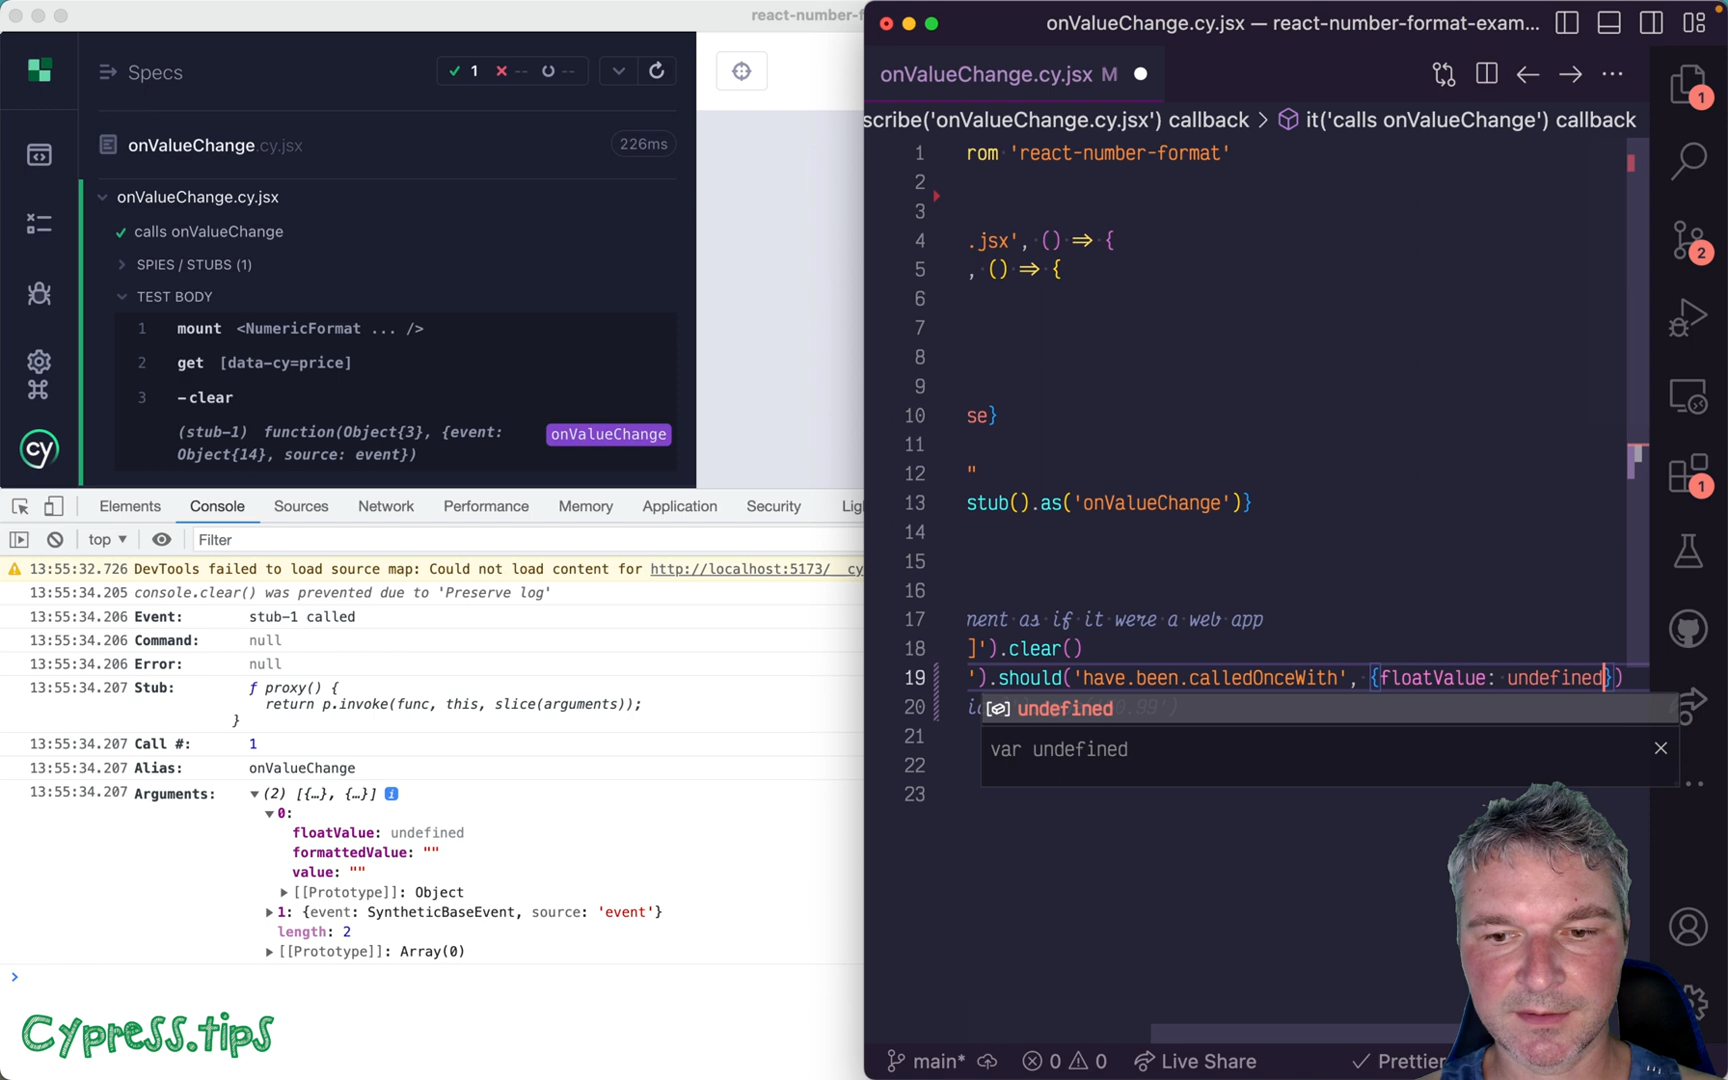 react-number-f
Specs
1
--
--
onValueChange.cy.jsx
226ms
onValueChange.cy.jsx
calls onValueChange
SPIES / STUBS (1)
TEST BODY
1 mount <NumericFormat ... />
2 get [data-cy=price]
3 -clear
(stub-1) function(Object{3}, {event: onValueChange
Object{14}, source: event})
cy
Elements Console Sources Network Performance Memory Application Security Lig
top ▼ Filter
13:55:32.726 DevTools failed to load source map: Could not load content for http://localhost:5173/__cy
13:55:34.205 console.clear() was prevented due to 'Preserve log'
13:55:34.206 Event: stub-1 called
13:55:34.206 Command: null
13:55:34.206 Error: null
13:55:34.207 Stub: ƒ proxy() {
return p.invoke(func, this, slice(arguments));
}
13:55:34.207 Call #: 1
13:55:34.207 Alias: onValueChange
13:55:34.207 Arguments: ▼(2) [{…}, {…}] i
▼0:
floatValue: undefined
formattedValue: ""
value: ""
▶[[Prototype]]: Object
▶1: {event: SyntheticBaseEvent, source: 'event'}
length: 2
▶[[Prototype]]: Array(0)
>
Cypress.tips
onValueChange.cy.jsx — react-number-format-exam...
onValueChange.cy.jsx M
scribe('onValueChange.cy.jsx') callback > it('calls onValueChange') callback
1 rom 'react-number-format'
2
3
4 .jsx', () => {
5 , () => {
6
7
8
9
10 se}
11
12 "
13 stub().as('onValueChange')}
14
15
16
17 nent as if it were a web app
18 ]').clear()
19 ').should('have.been.calledOnceWith', {floatValue: undefined})
20
undefined
21 var undefined
22
23
1
2
1
main* 0 0 Live Share Prettier